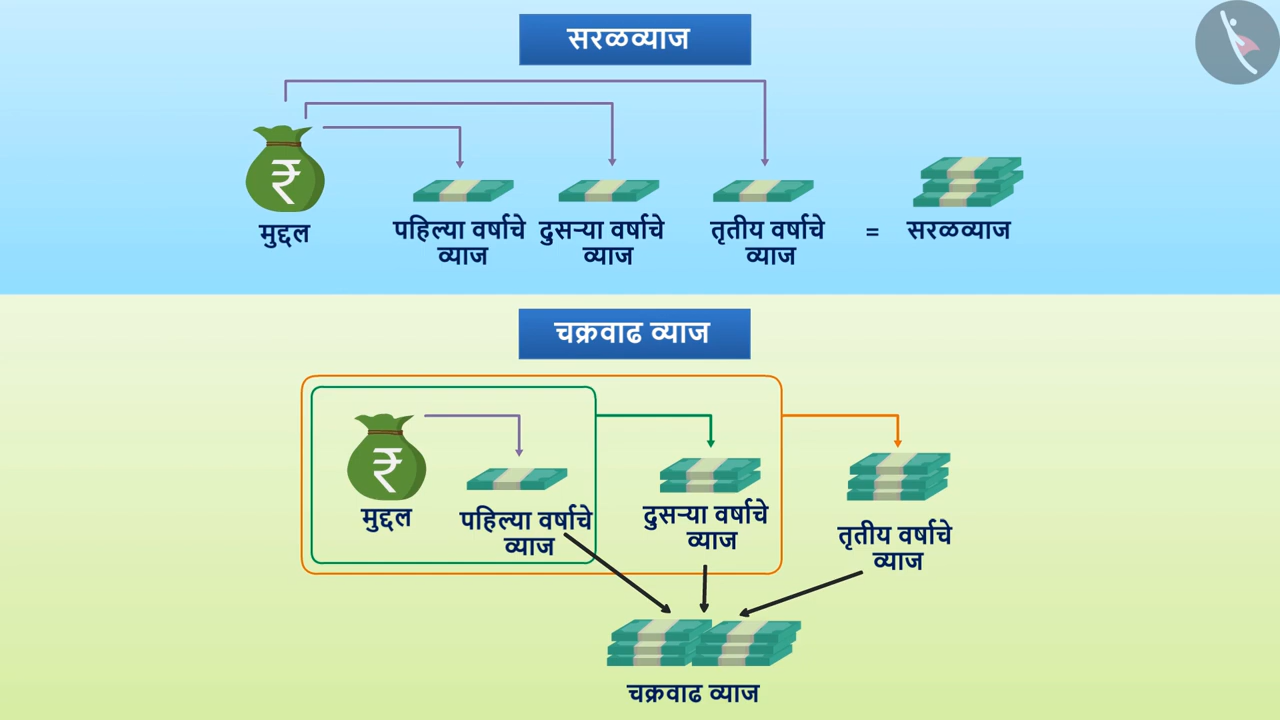 सरळव्याज
₹
मुद्दल
पहिल्या वर्षाचे
व्याज
दुसऱ्या वर्षाचे
व्याज
तृतीय वर्षाचे
व्याज
=
सरळव्याज
चक्रवाढ व्याज
₹
मुद्दल
पहिल्या वर्षाचे
व्याज
दुसऱ्या वर्षाचे
व्याज
तृतीय वर्षाचे
व्याज
चक्रवाढ व्याज